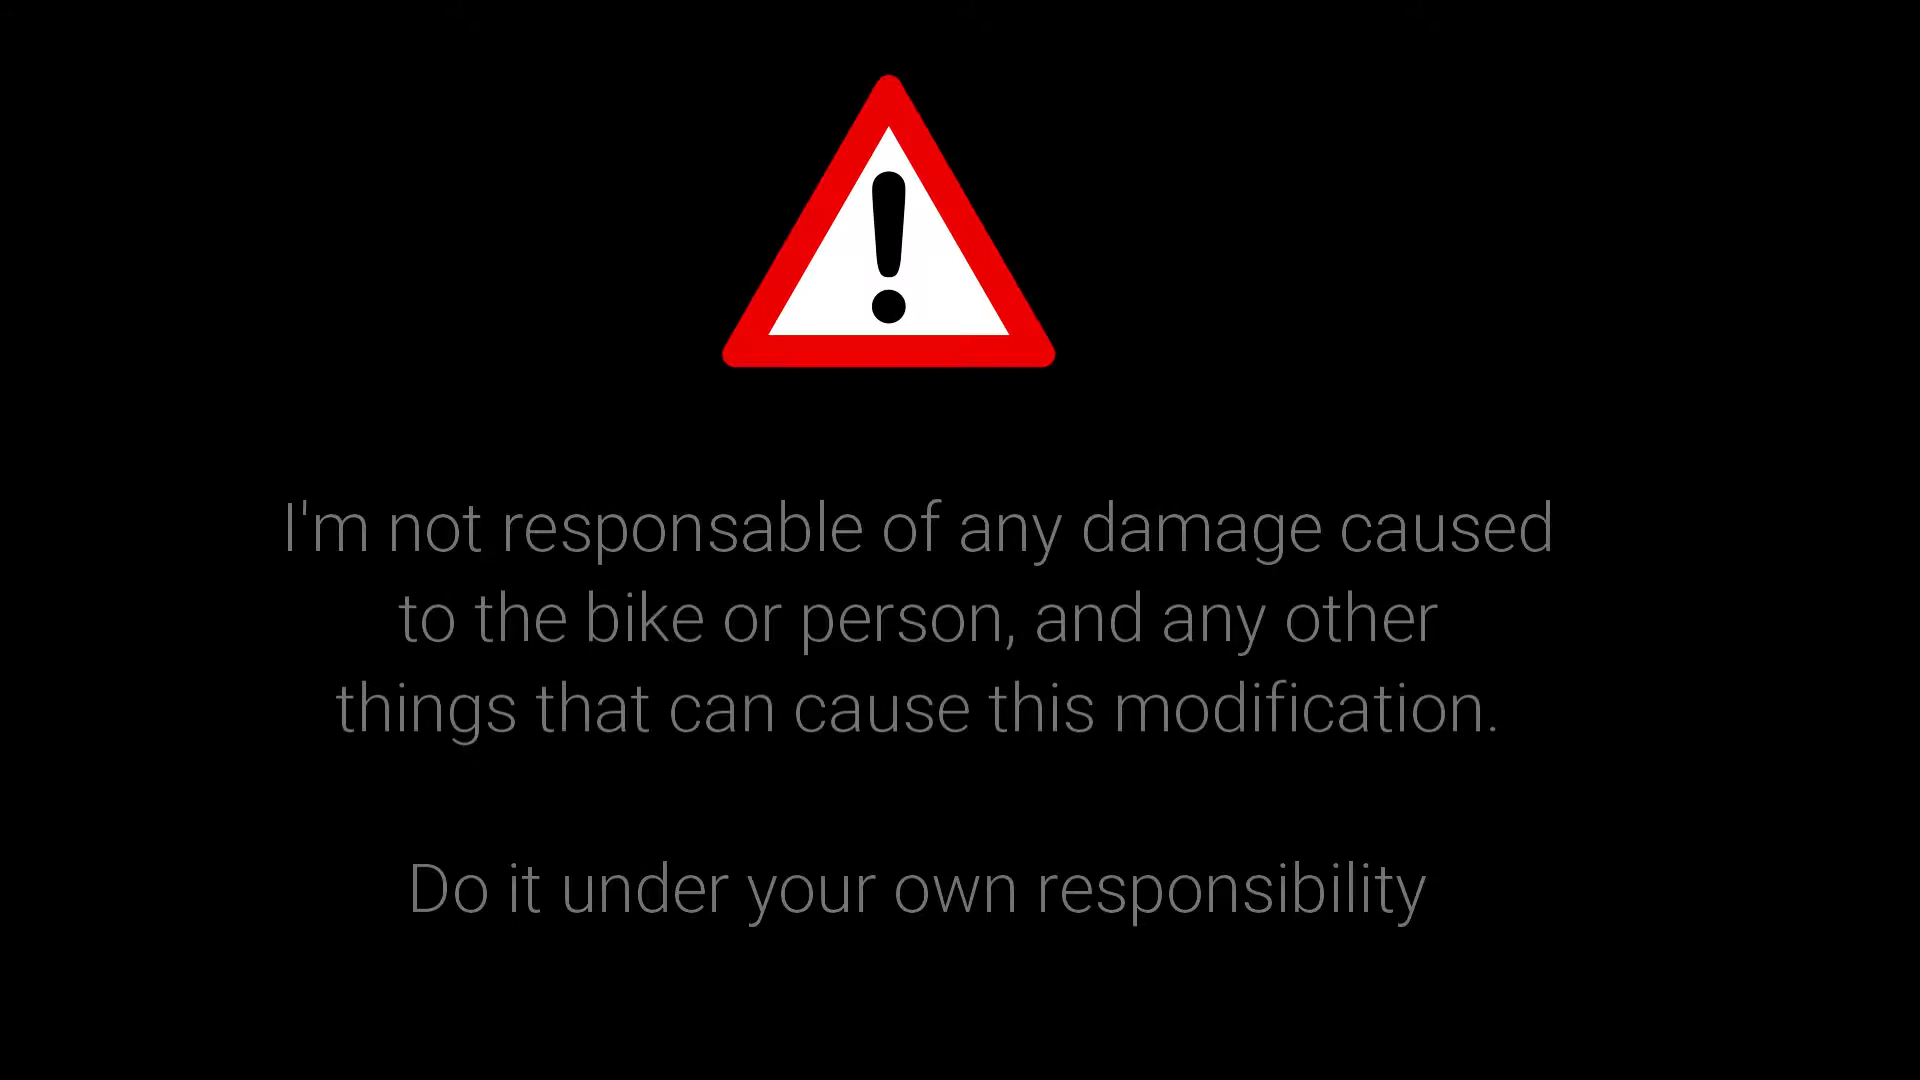 I'm not responsable of any damage caused
to the bike or person, and any other
things that can cause this modification.
Do it under your own responsibility